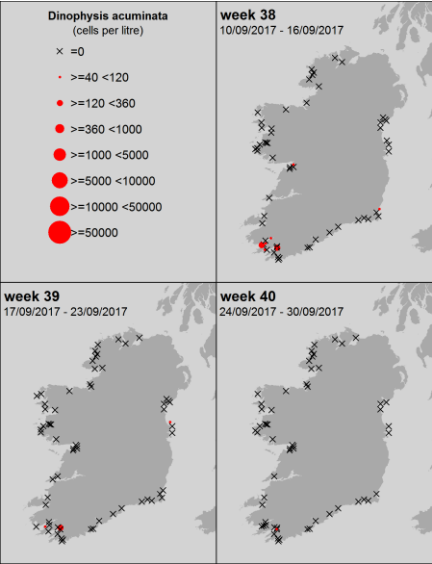 Dinophysis acuminata
(cells per litre)
=0
>=40 <120
>=120 <360
>=360 <1000
>=1000 <5000
>=5000 <10000
>=10000 <50000
>=50000
week 38
10/09/2017 - 16/09/2017
week 39
17/09/2017 - 23/09/2017
week 40
24/09/2017 - 30/09/2017